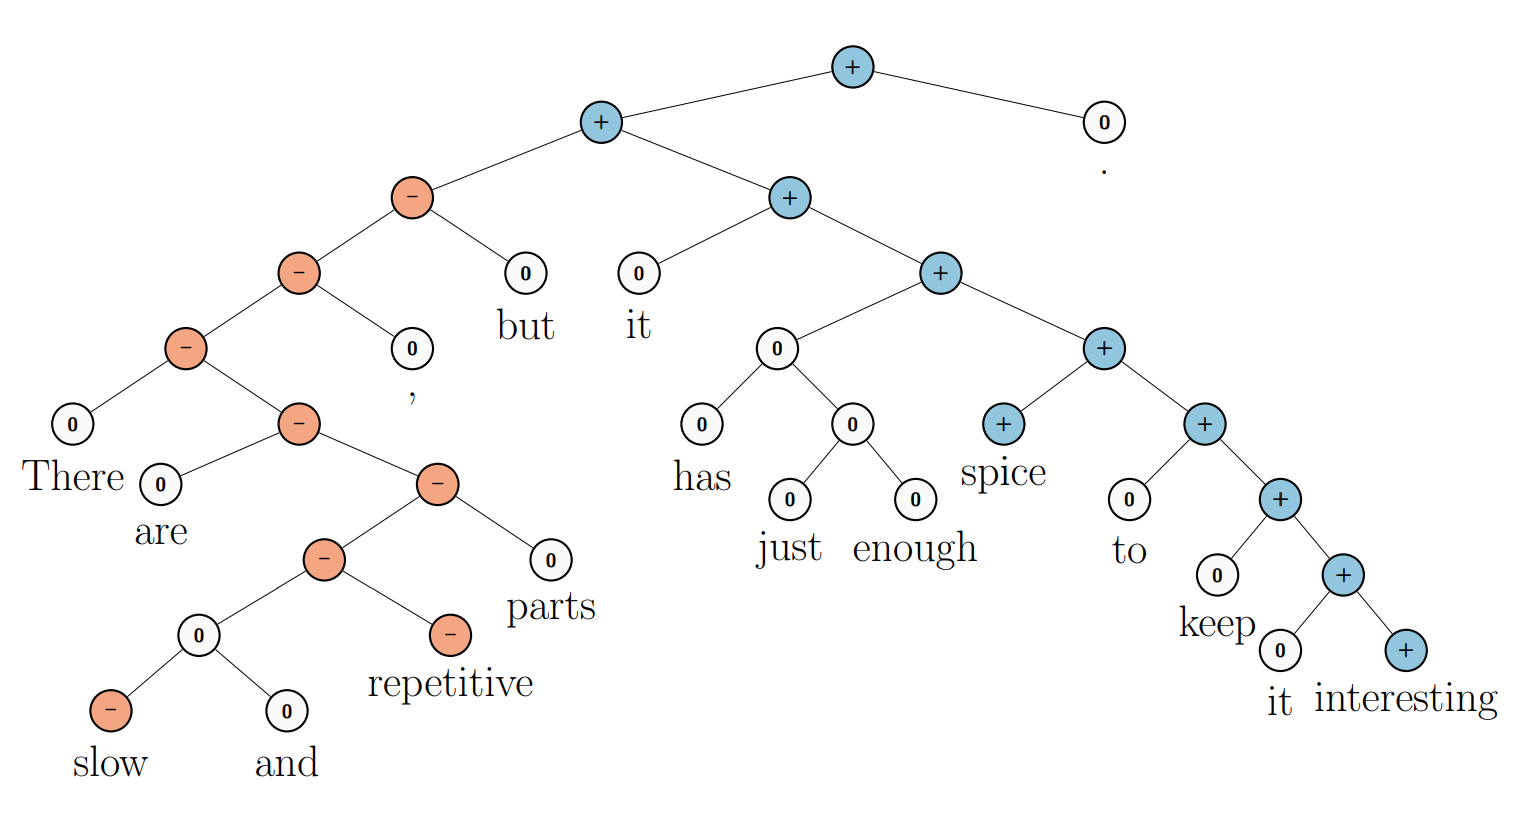 +
+ 0
.
− +
− 0 0 +
but it
− 0 0 +
,
0 − 0 0 + +
There has spice
0 − 0 0 0 +
are just enough to
− 0 0 +
parts keep
0 − 0 +
repetitive it interesting
− 0
slow and